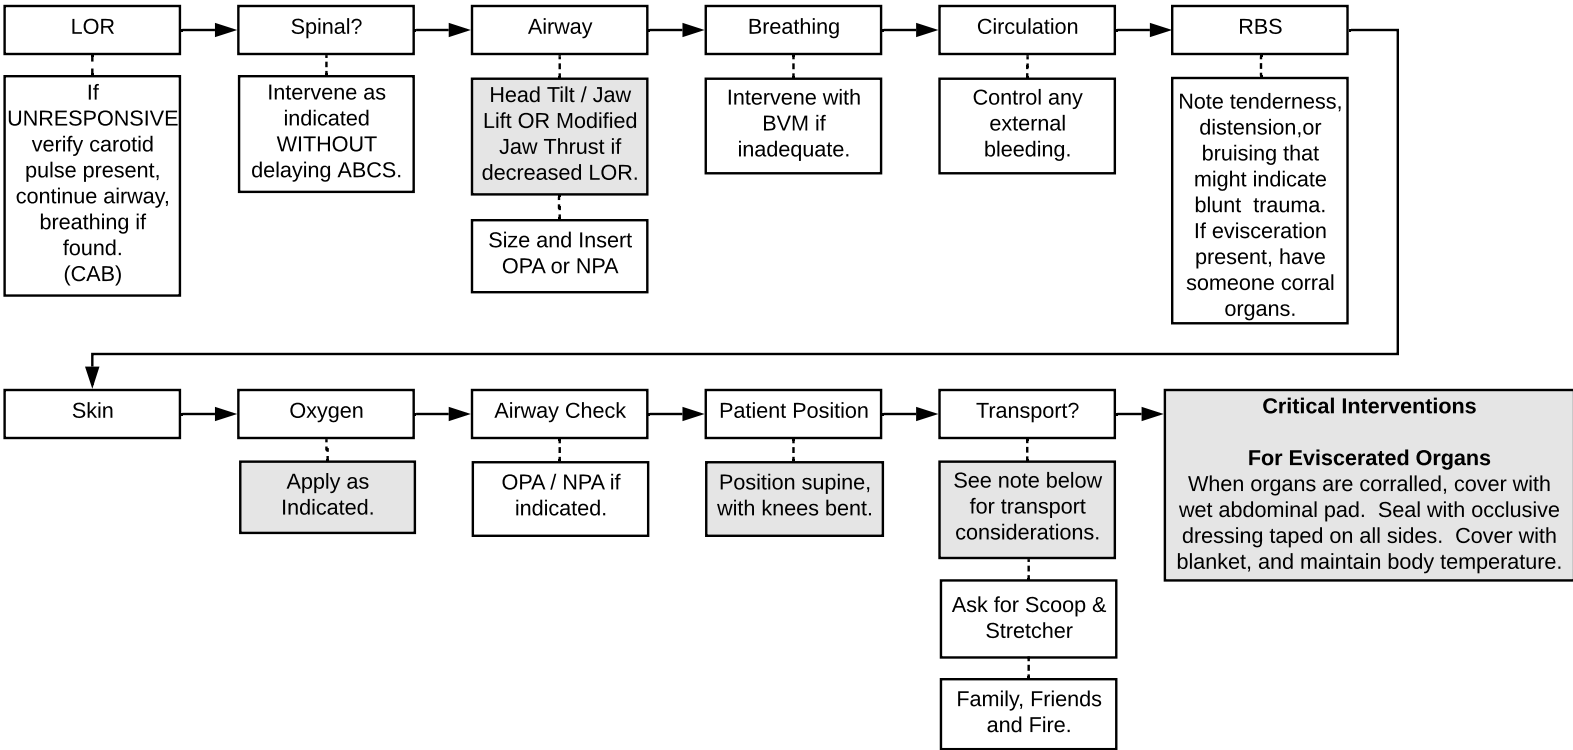 LOR
If
UNRESPONSIVE
verify carotid
pulse present,
continue airway,
breathing if
found.
(CAB)
Spinal?
Intervene as
indicated
WITHOUT
delaying ABCS.
Airway
Head Tilt / Jaw
Lift OR Modified
Jaw Thrust if
decreased LOR.
Size and Insert
OPA or NPA
Breathing
Intervene with
BVM if
inadequate.
Circulation
Control any
external
bleeding.
RBS
Note tenderness,
distension,or
bruising that
might indicate
blunt  trauma.
If evisceration
present, have
someone corral
organs.
Skin
Oxygen
Apply as
Indicated.
Airway Check
OPA / NPA if
indicated.
Patient Position
Position supine,
with knees bent.
Transport?
See note below
for transport
considerations.
Ask for Scoop &
Stretcher
Family, Friends
and Fire.
Critical Interventions
For Eviscerated Organs
When organs are corralled, cover with
wet abdominal pad.  Seal with occlusive
dressing taped on all sides.  Cover with
blanket, and maintain body temperature.